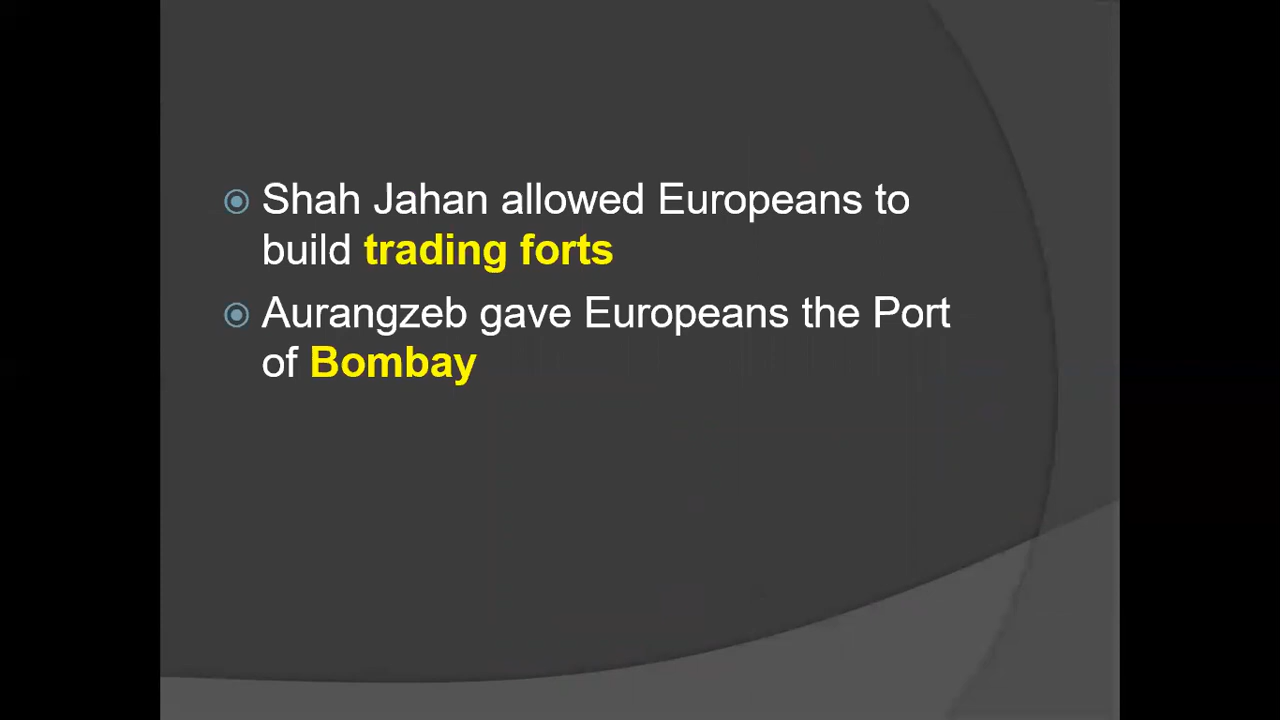 Shah Jahan allowed Europeans to
build trading forts
Aurangzeb gave Europeans the Port
of Bombay